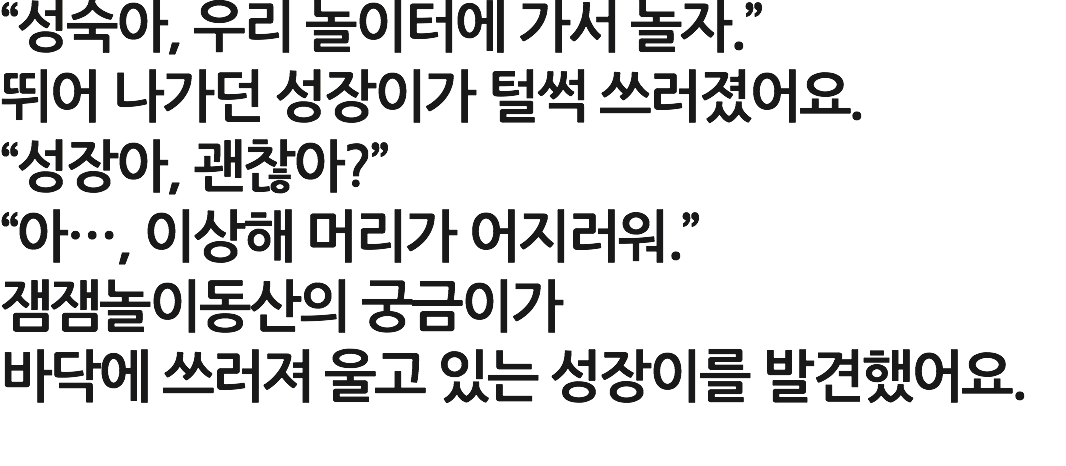 “성숙아, 우리 놀이터에 가서 놀자.”
뛰어 나가던 성장이가 털썩 쓰러졌어요.
“성장아, 괜찮아?”
“아…, 이상해 머리가 어지러워.”
잼잼놀이동산의 궁금이가
바닥에 쓰러져 울고 있는 성장이를 발견했어요.